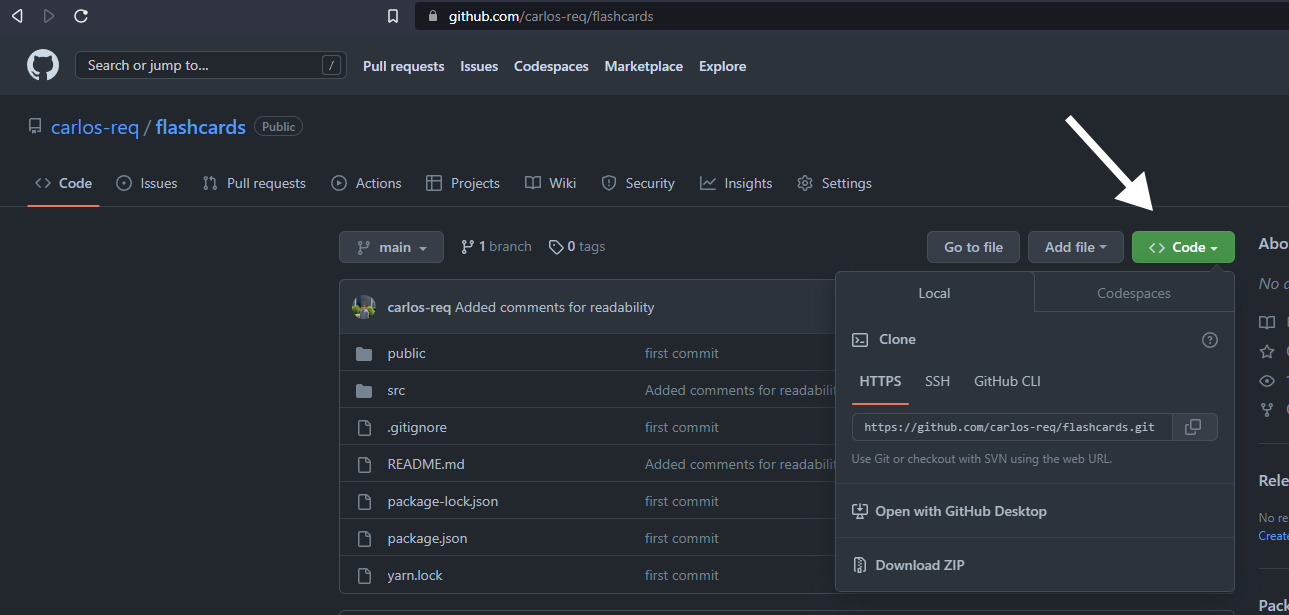 github.com/carlos-req/flashcards
Search or jump to... / Pull requests Issues Codespaces Marketplace Explore
carlos-req / flashcards Public
<> Code Issues Pull requests Actions Projects Wiki Security Insights Settings
main 1 branch 0 tags Go to file Add file <> Code
Abo
Local Codespaces
No
carlos-req Added comments for readability
Clone ?
public first commit
HTTPS SSH GitHub CLI
src Added comments for readabilit
.gitignore first commit
https://github.com/carlos-req/flashcards.git
Use Git or checkout with SVN using the web URL.
README.md Added comments for readabilit
Rele
package-lock.json first commit
Open with GitHub Desktop
No re
package.json first commit
Create
Download ZIP
yarn.lock first commit
Pack